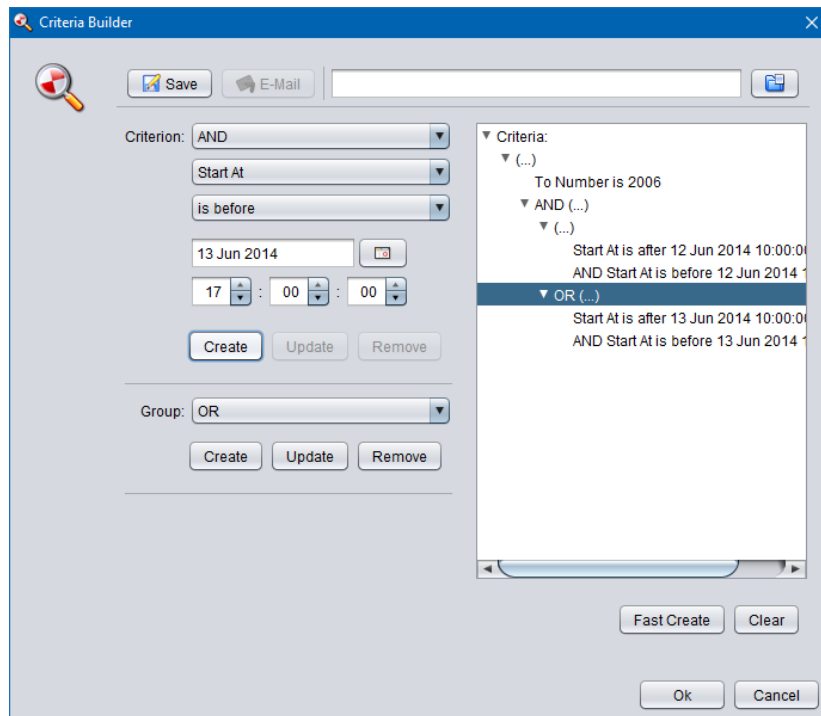 Criteria Builder
Save
E-Mail
Criterion: AND
Start At
is before
13 Jun 2014
17 : 00 : 00
Create Update Remove
Group: OR
Create Update Remove
Criteria:
(...)
To Number is 2006
AND (...)
(...)
Start At is after 12 Jun 2014 10:00:0
AND Start At is before 12 Jun 2014 1
OR (...)
Start At is after 13 Jun 2014 10:00:0
AND Start At is before 13 Jun 2014 1
Fast Create Clear
Ok Cancel